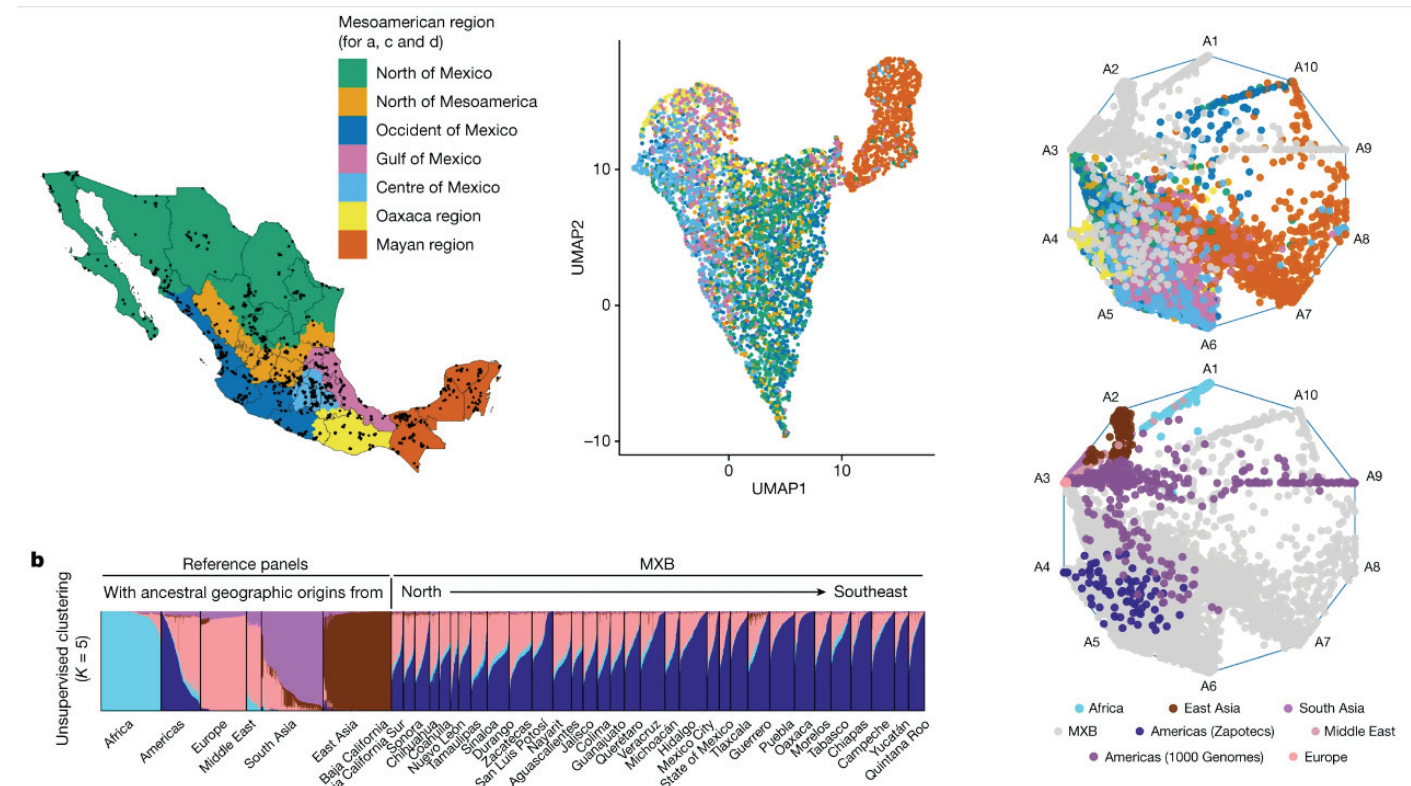 Mesoamerican region
(for a, c and d)
North of Mexico
North of Mesoamerica
Occident of Mexico
Gulf of Mexico
Centre of Mexico
Oaxaca region
Mayan region
UMAP2
10
0
−10
0
10
UMAP1
A1
A2
A10
A3
A9
A4
A8
A5
A7
A6
A1
A2
A10
A3
A9
A4
A8
A5
A7
A6
Africa
East Asia
South Asia
MXB
Americas (Zapotecs)
Middle East
Americas (1000 Genomes)
Europe
b
Reference panels
MXB
With ancestral geographic origins from
North
Southeast
Unsupervised clustering
(K = 5)
Africa
Americas
Europe
Middle East
South Asia
East Asia
Baja California
a California Sur
Sonora
Chihuahua
Coahuila
Nuevo León
Tamaulipas
Sinaloa
Durango
Zacatecas
San Luis Potosí
Nayarit
Aguascalientes
Jalisco
Colima
Guanajuato
Querétaro
Veracruz
Michoacán
Hidalgo
Mexico City
State of Mexico
Tlaxcala
Guerrero
Puebla
Oaxaca
Morelos
Tabasco
Chiapas
Campeche
Yucatán
Quintana Roo